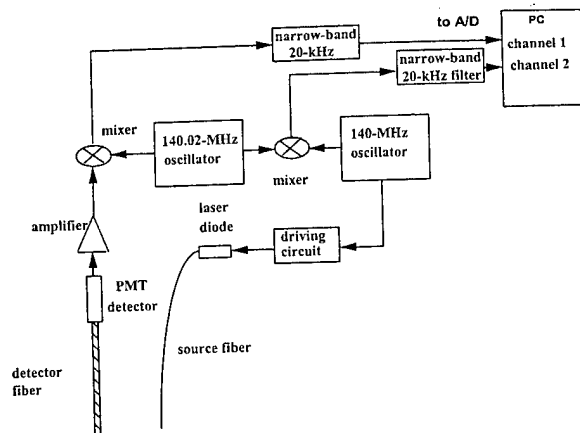 to A/D
PC
narrow-band
20-kHz
channel 1
channel 2
narrow-band
20-kHz filter
mixer
140.02-MHz
oscillator
140-MHz
oscillator
mixer
laser
diode
amplifier
driving
circuit
PMT
detector
source fiber
detector
fiber